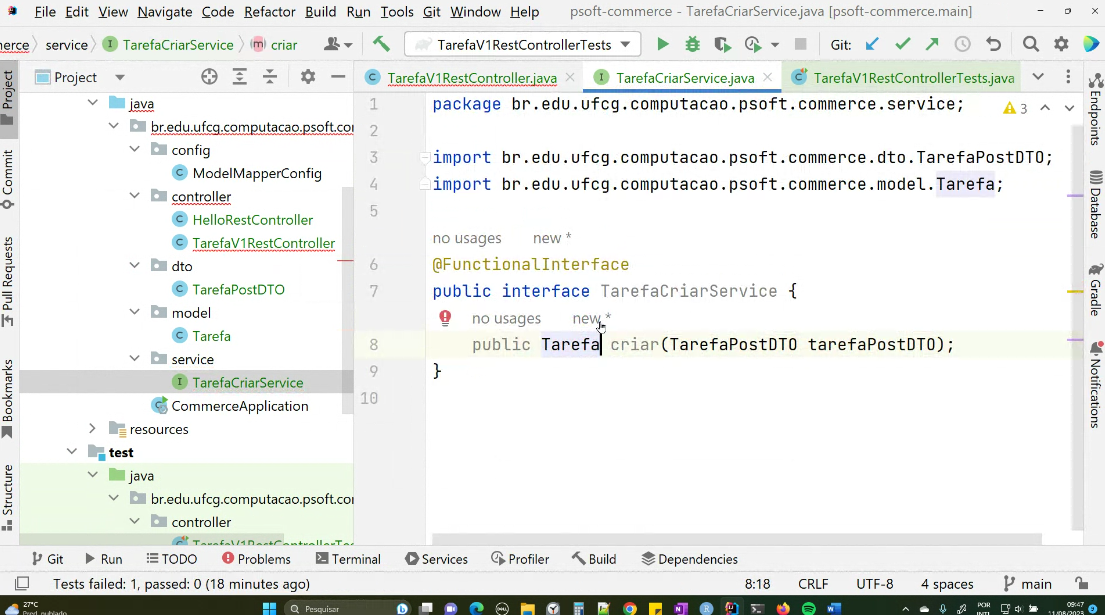 File Edit View Navigate Code Refactor Build Run Tools Git Window Help psoft-commerce - TarefaCriarService.java [psoft-commerce.main]
merce service TarefaCriarService criar TarefaV1RestControllerTests Git:
Project TarefaV1RestController.java TarefaCriarService.java TarefaV1RestControllerTests.java
Project
Commit
Pull Requests
Bookmarks
Structure
java
br.edu.ufcg.computacao.psoft.cor
config
ModelMapperConfig
controller
HelloRestController
TarefaV1RestController
dto
TarefaPostDTO
model
Tarefa
service
TarefaCriarService
CommerceApplication
resources
test
java
br.edu.ufcg.computacao.psoft.cor
controller
TarefaV1RestControllerTests
1 package br.edu.ufcg.computacao.psoft.commerce.service;
3
2
3 import br.edu.ufcg.computacao.psoft.commerce.dto.TarefaPostDTO;
4 import br.edu.ufcg.computacao.psoft.commerce.model.Tarefa;
5
no usages new *
6 @FunctionalInterface
7 public interface TarefaCriarService {
no usages new *
8 public Tarefa criar(TarefaPostDTO tarefaPostDTO);
9 }
10
Endpoints
Database
Gradle
Notifications
Git Run TODO Problems Terminal Services Profiler Build Dependencies
Tests failed: 1, passed: 0 (18 minutes ago) 8:18 CRLF UTF-8 4 spaces main
27°C
Pred. nublado
Pesquisar
POR
INTL
09:47
11/08/2023